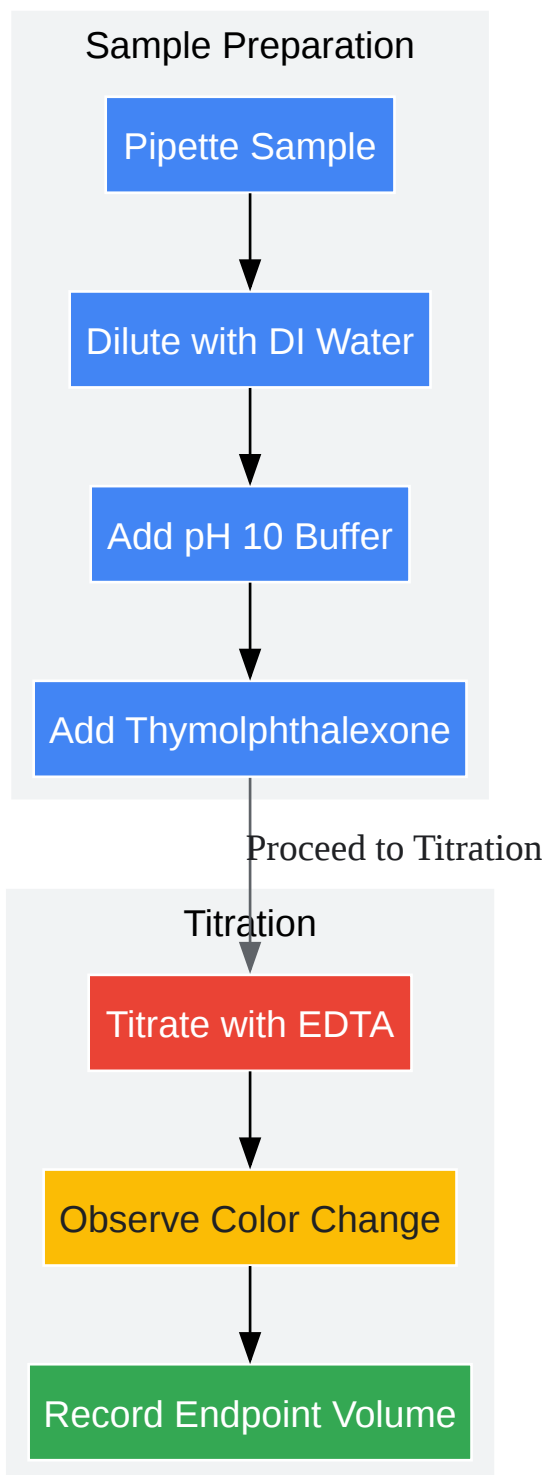 Sample Preparation
Pipette Sample
Dilute with DI Water
Add pH 10 Buffer
Add Thymolphthalexone
Proceed to Titration
Titration
Titrate with EDTA
Observe Color Change
Record Endpoint Volume